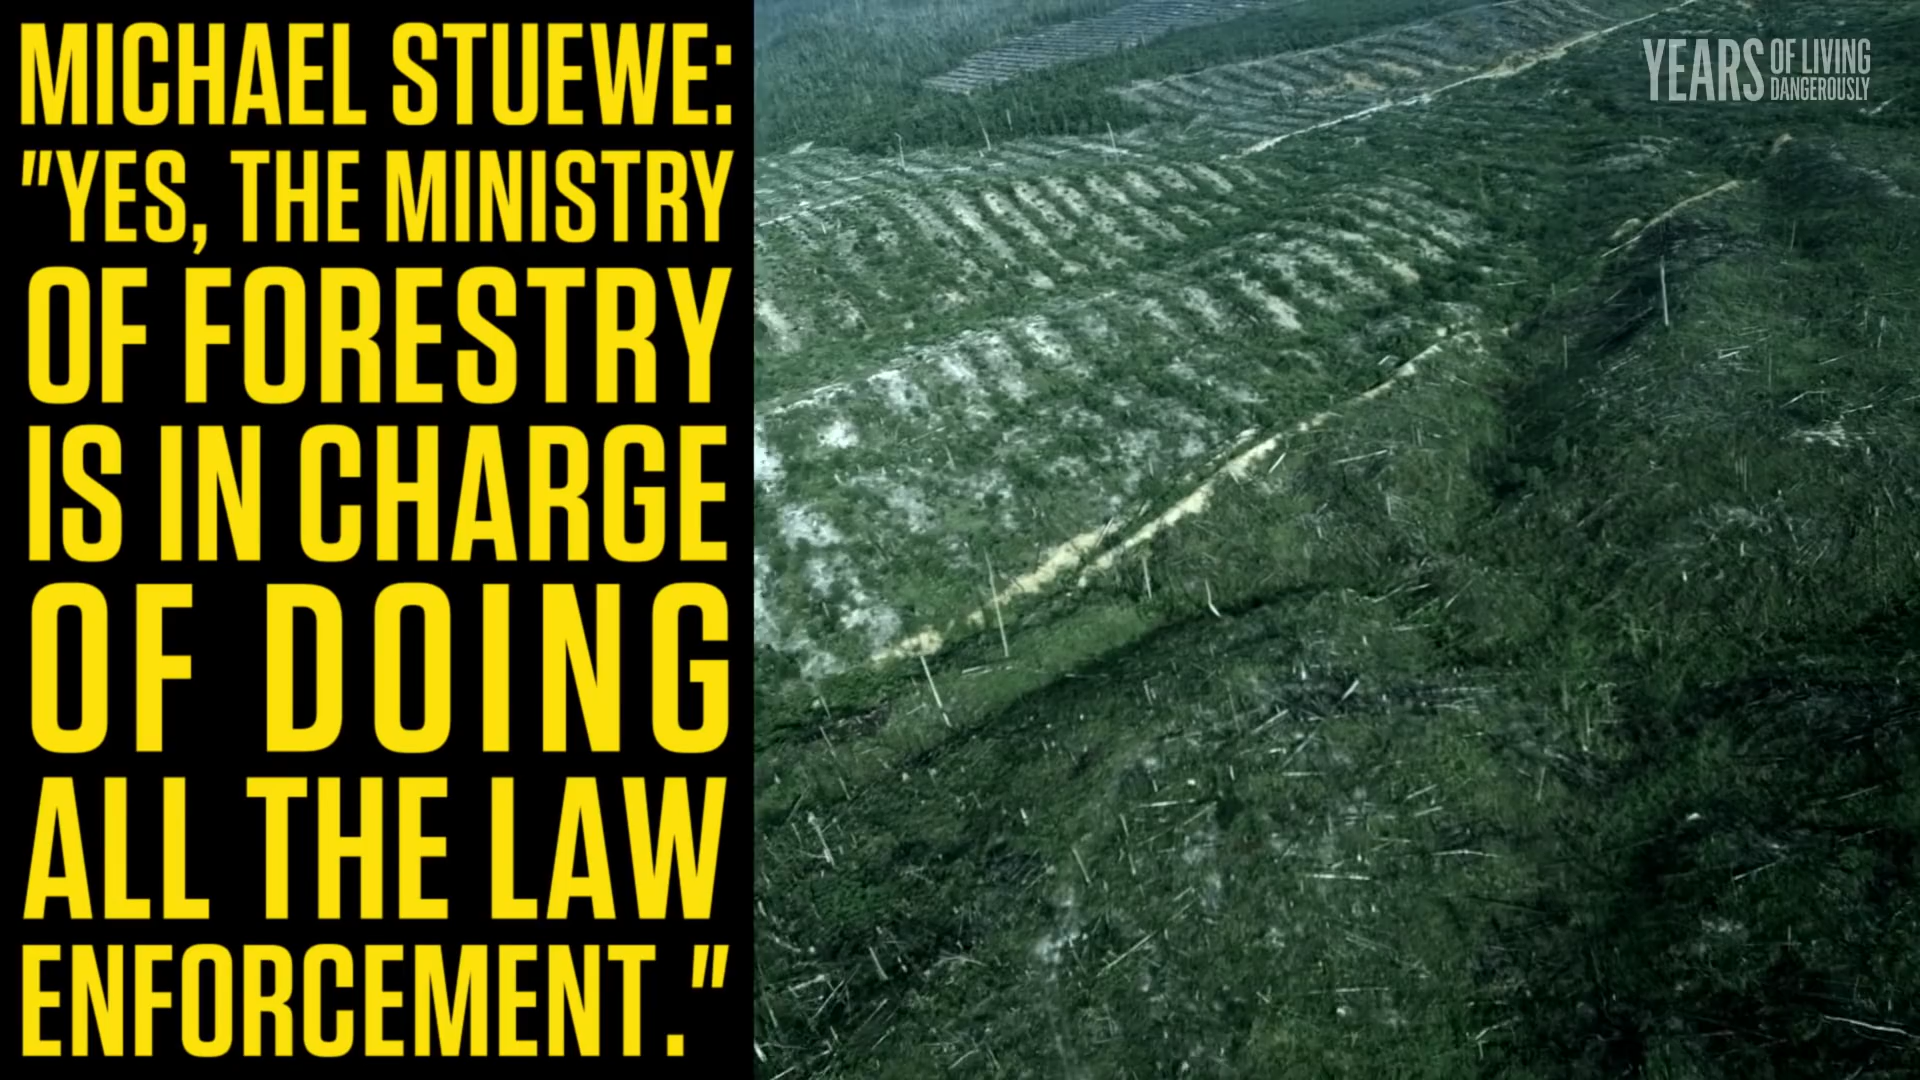 MICHAEL STUEWE:
"YES, THE MINISTRY
OF FORESTRY
IS IN CHARGE
OF DOING
ALL THE LAW
ENFORCEMENT."
YEARS OF LIVING
DANGEROUSLY